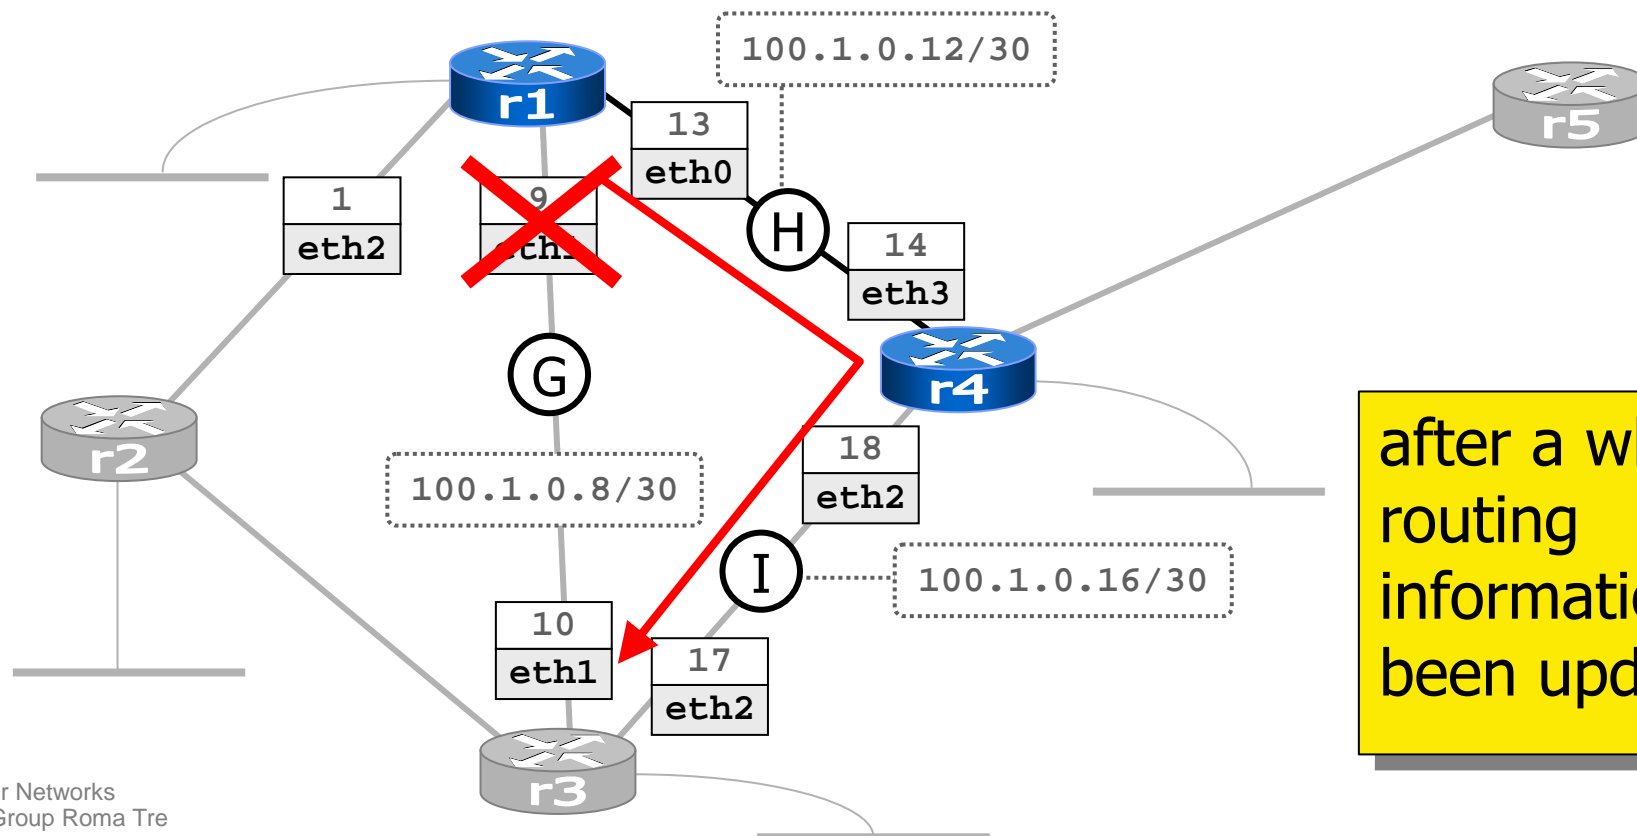 100.1.0.12/30
r1
r5
13
eth0
1
eth2
9
H
14
eth3
G
r4
r2
18
eth2
100.1.0.8/30
after a
routing
I
100.1.0.16/30
10
eth1
17
eth2
been
r3
Networks
Group Roma Tre